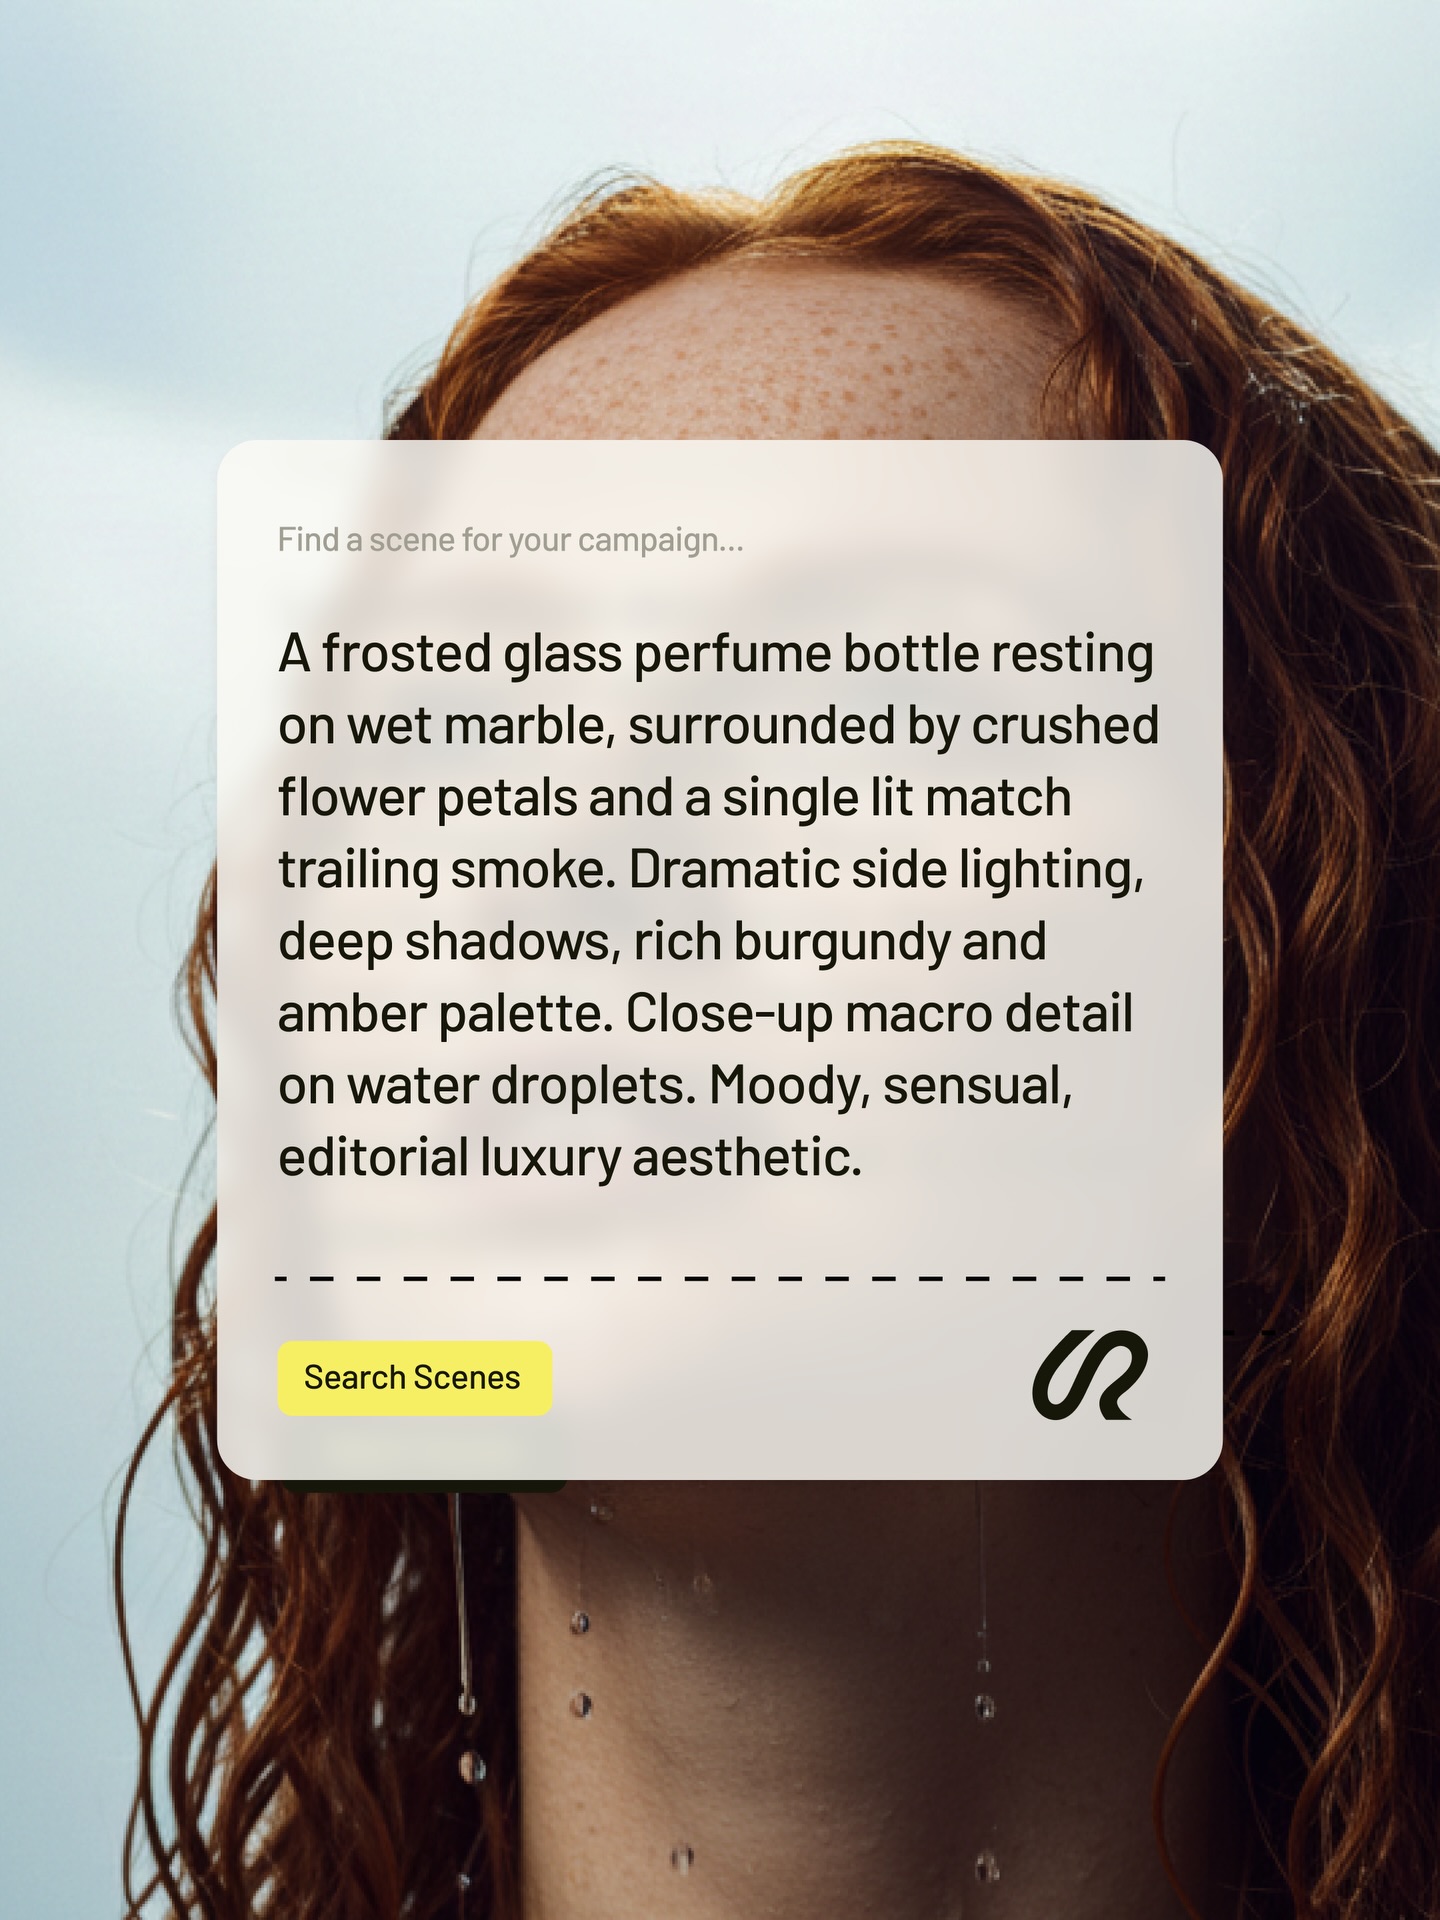 Find a scene for your campaign...
A frosted glass perfume bottle resting
on wet marble, surrounded by crushed
flower petals and a single lit match
trailing smoke. Dramatic side lighting,
deep shadows, rich burgundy and
amber palette. Close-up macro detail
on water droplets. Moody, sensual,
editorial luxury aesthetic.
Search Scenes